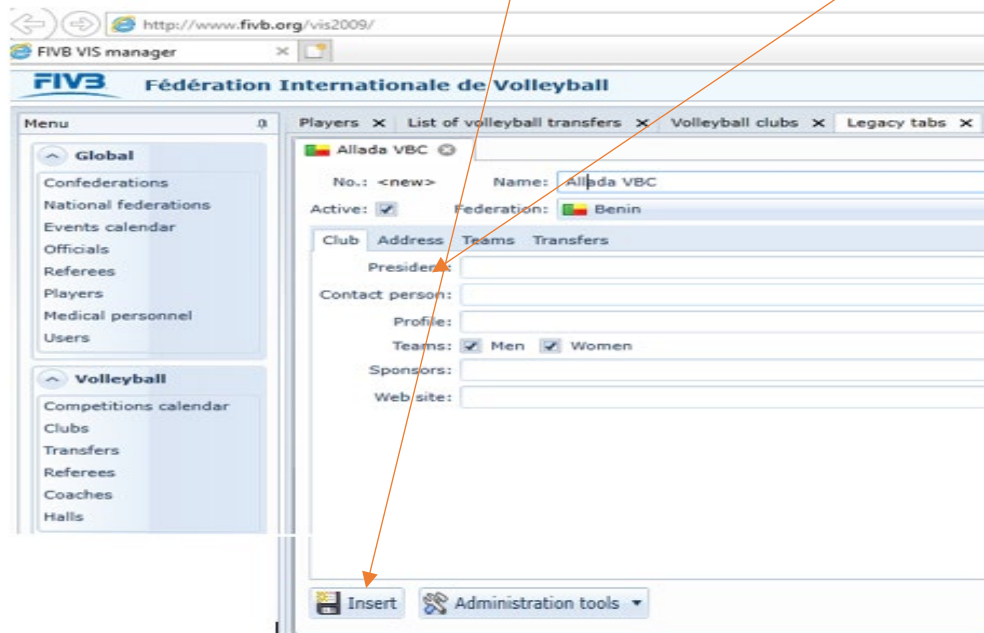 http://www.fivb.org/vis2009/
FIVB VIS manager
FIVB Fédération Internationale de Volleyball
Menu
Global
Confederations
National federations
Events calendar
Officials
Referees
Players
Medical personnel
Users
Volleyball
Competitions calendar
Clubs
Transfers
Referees
Coaches
Halls
Players List of volleyball transfers Volleyball clubs Legacy tabs
Allada VBC
No.: <new> Name: Allada VBC
Active: Federation: Benin
Club Address Teams Transfers
President:
Contact person:
Profile:
Teams: Men Women
Sponsors:
Web site:
Insert Administration tools